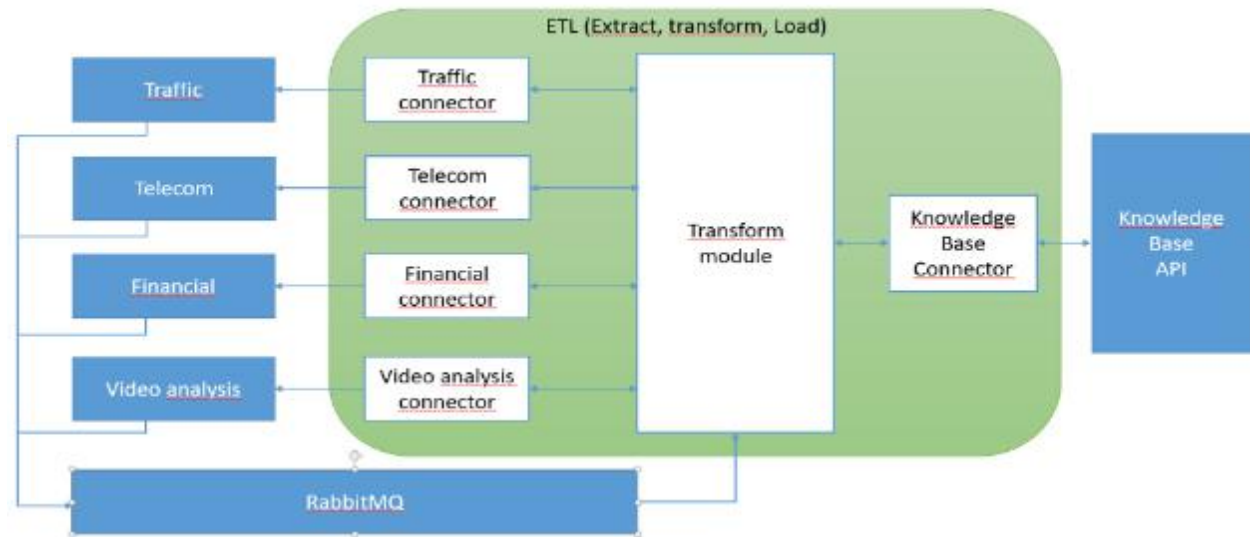 ETL (Extract, transform, Load)
Traffic
Traffic
connector
Telecom
Telecom
connector
Financial
Financial
connector
Video analysis
Video analysis
connector
Transform
module
Knowledge
Base
Connector
Knowledge
Base
API
RabbitMQ